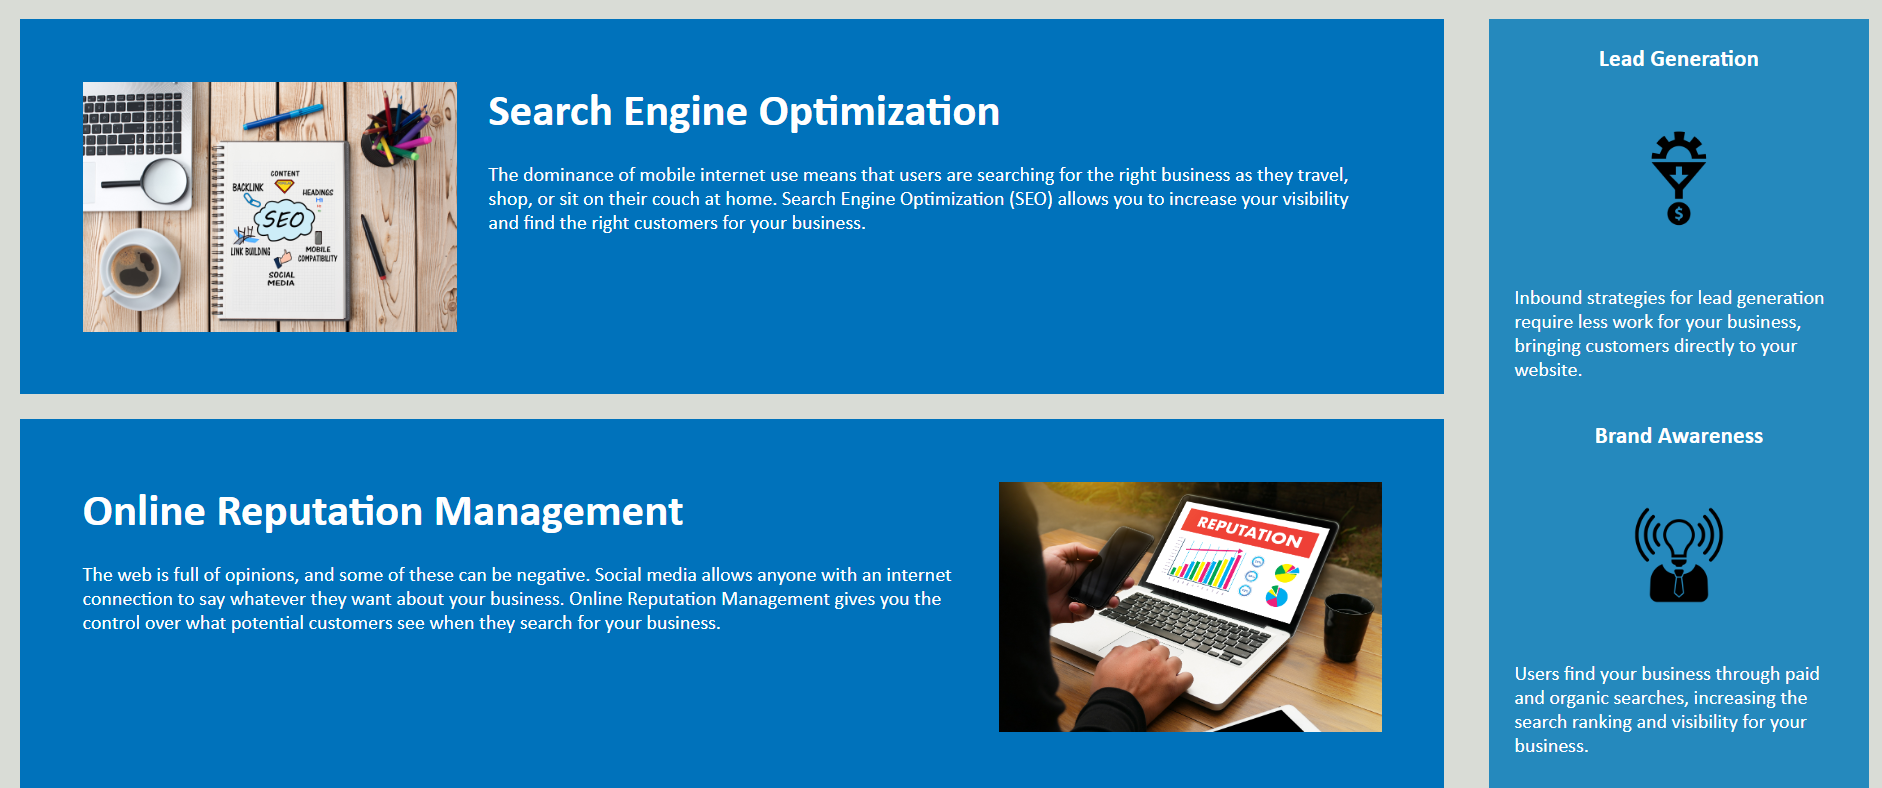 Search Engine Optimization
The dominance of mobile internet use means that users are searching for the right business as they travel,
shop, or sit on their couch at home. Search Engine Optimization (SEO) allows you to increase your visibility
and find the right customers for your business.
CONTENT
BACKLINK
HEADINGS
H1
SEO
LINK BUILDING
MOBILE
COMPATIBILITY
SOCIAL
MEDIA
Online Reputation Management
The web is full of opinions, and some of these can be negative. Social media allows anyone with an internet
connection to say whatever they want about your business. Online Reputation Management gives you the
control over what potential customers see when they search for your business.
REPUTATION
Lead Generation
$
Inbound strategies for lead generation
require less work for your business,
bringing customers directly to your
website.
Brand Awareness
Users find your business through paid
and organic searches, increasing the
search ranking and visibility for your
business.